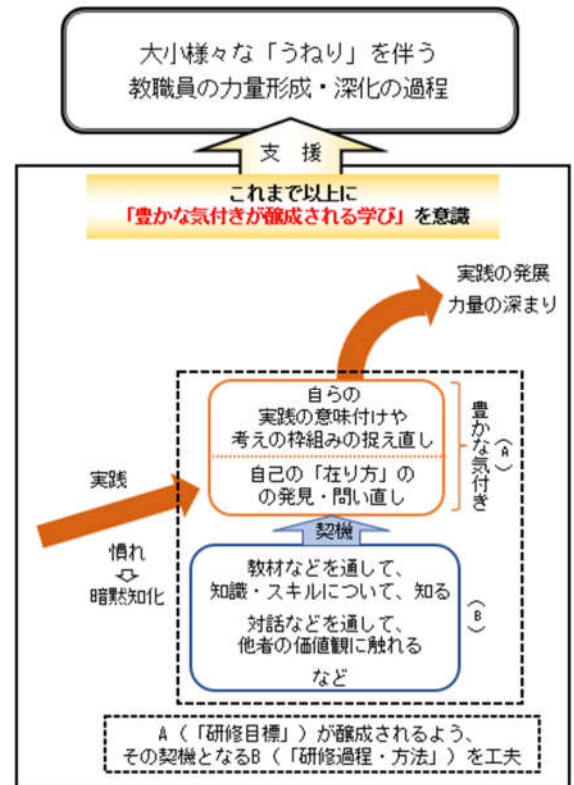 大小様々な「うねり」を伴う
教職員の力量形成・深化の過程
支 援
これまで以上に
「豊かな気付きが醸成される学び」を意識
実践の発展
力量の深まり
自らの
実践の意味付けや
考えの枠組みの捉え直し
自己の「在り方」の
の発見・問い直し
豊かな気付き
（A）
実践
慣れ
暗黙知化
契機
教材などを通して、
知識・スキルについて、知る
対話などを通して、
他者の価値観に触れる
など
（B）
A（「研修目標」）が醸成されるよう、
その契機となるB（「研修過程・方法」）を工夫